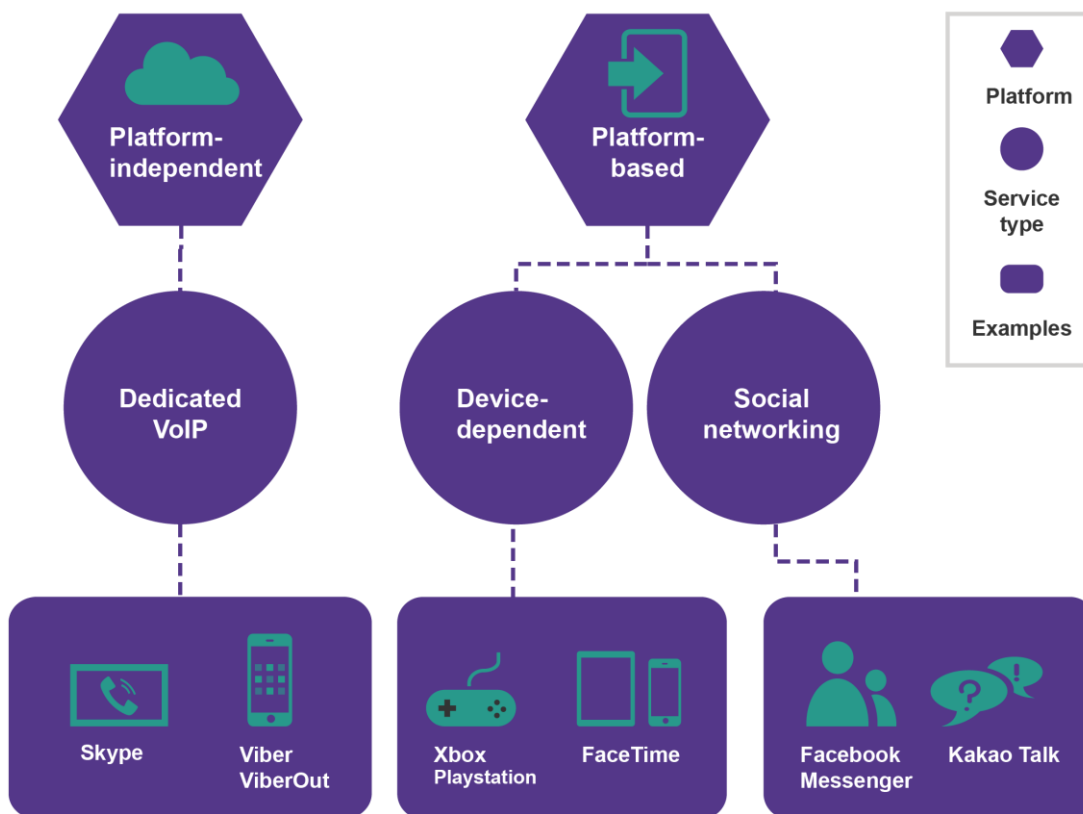 Platform-
independent
Platform-
based
Platform
Service
type
Examples
Dedicated
VoIP
Device-
dependent
Social
networking
Skype
Viber
ViberOut
Xbox
Playstation
FaceTime
Facebook
Messenger
Kakao Talk
?
!